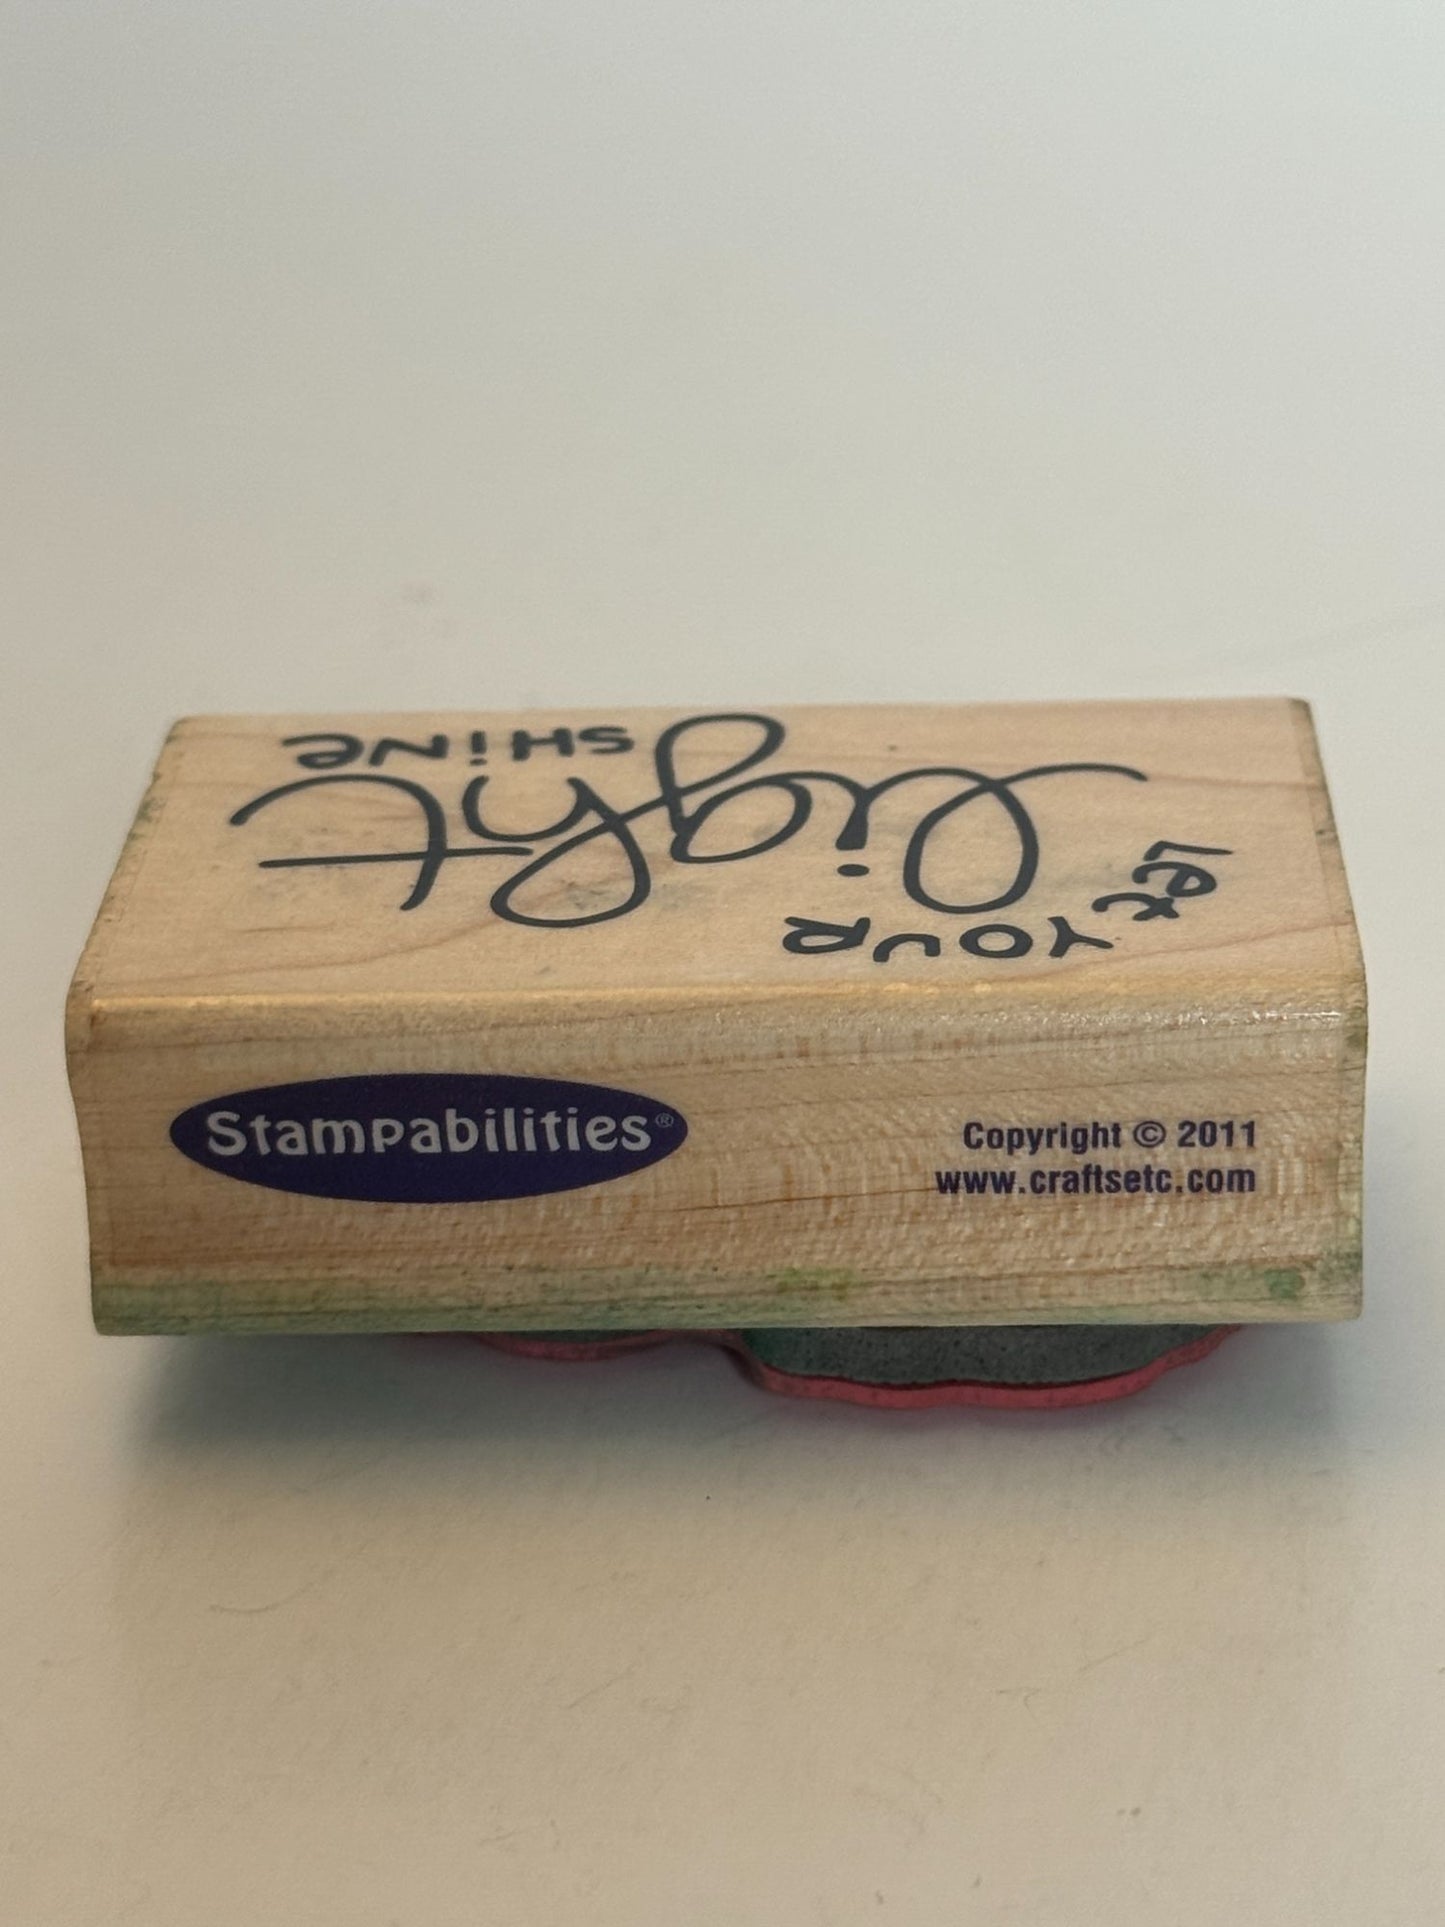 Let YOUR
light
SHiNe
Stampabilities®
Copyright © 2011
www.craftsetc.com